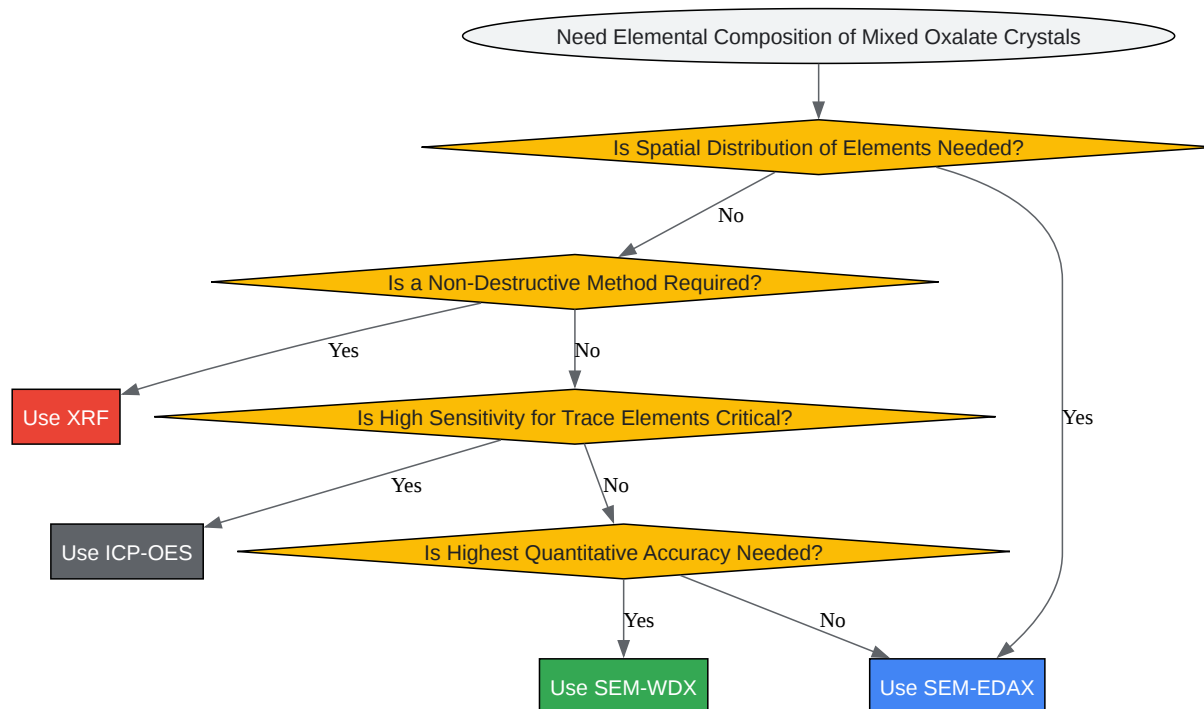 Need Elemental Composition of Mixed Oxalate Crystals
Is Spatial Distribution of Elements Needed?
No
Is a Non-Destructive Method Required?
Yes
No
Use XRF
Is High Sensitivity for Trace Elements Critical?
Yes
Yes
No
Use ICP-OES
Is Highest Quantitative Accuracy Needed?
Yes
No
Use SEM-WDX
Use SEM-EDAX